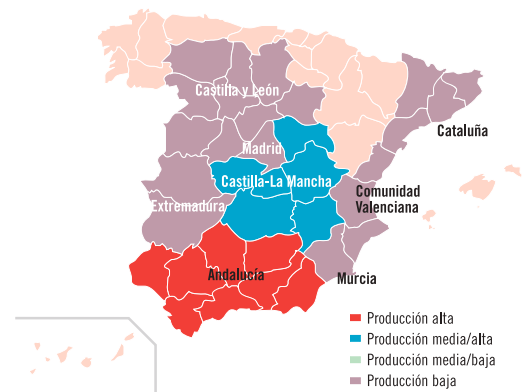 Castilla y León
Cataluña
Madrid
Castilla-La Mancha
Comunidad
Valenciana
Extremadura
Andalucía
Murcia
Producción alta
Producción media/alta
Producción media/baja
Producción baja